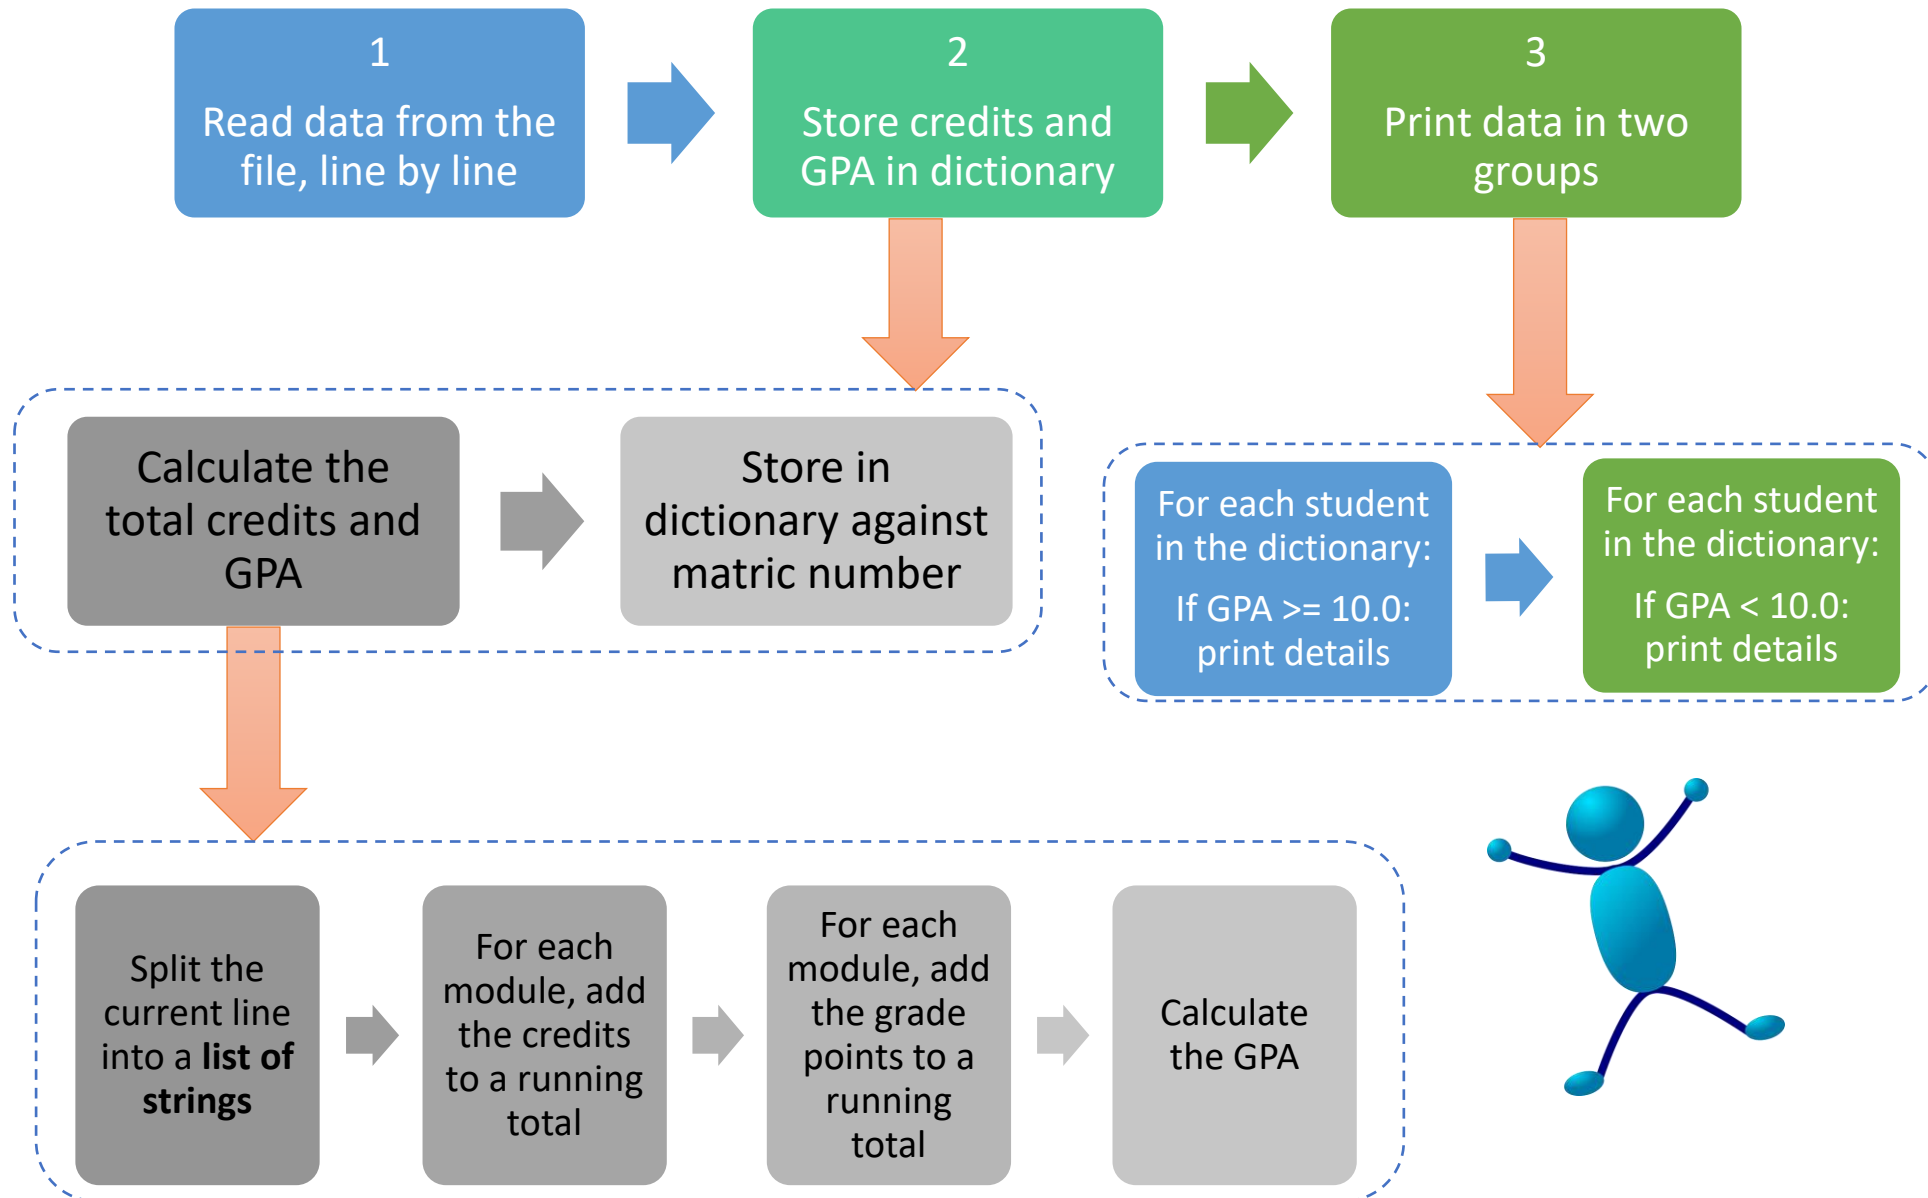 1
Read data from the
file, line by line
2
Store credits and
GPA in dictionary
3
Print data in two
groups
Calculate the
total credits and
GPA
Store in
dictionary against
matric number
For each student
in the dictionary:
If GPA >= 10.0:
print details
For each student
in the dictionary:
If GPA < 10.0:
print details
Split the
current line
into a list of
strings
For each
module, add
the credits
to a running
total
For each
module, add
the grade
points to a
running
total
Calculate
the GPA